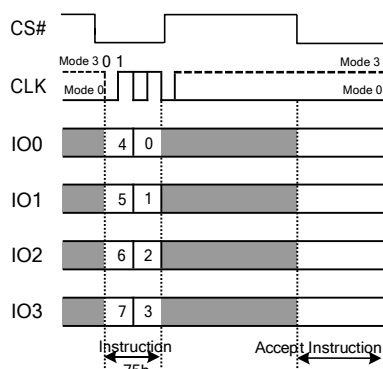 CS#
Mode 3 0 1 Mode 3
CLK Mode 0 Mode 0
IO0 4 0
IO1 5 1
IO2 6 2
IO3 7 3
Instruction Accept Instruction
75h